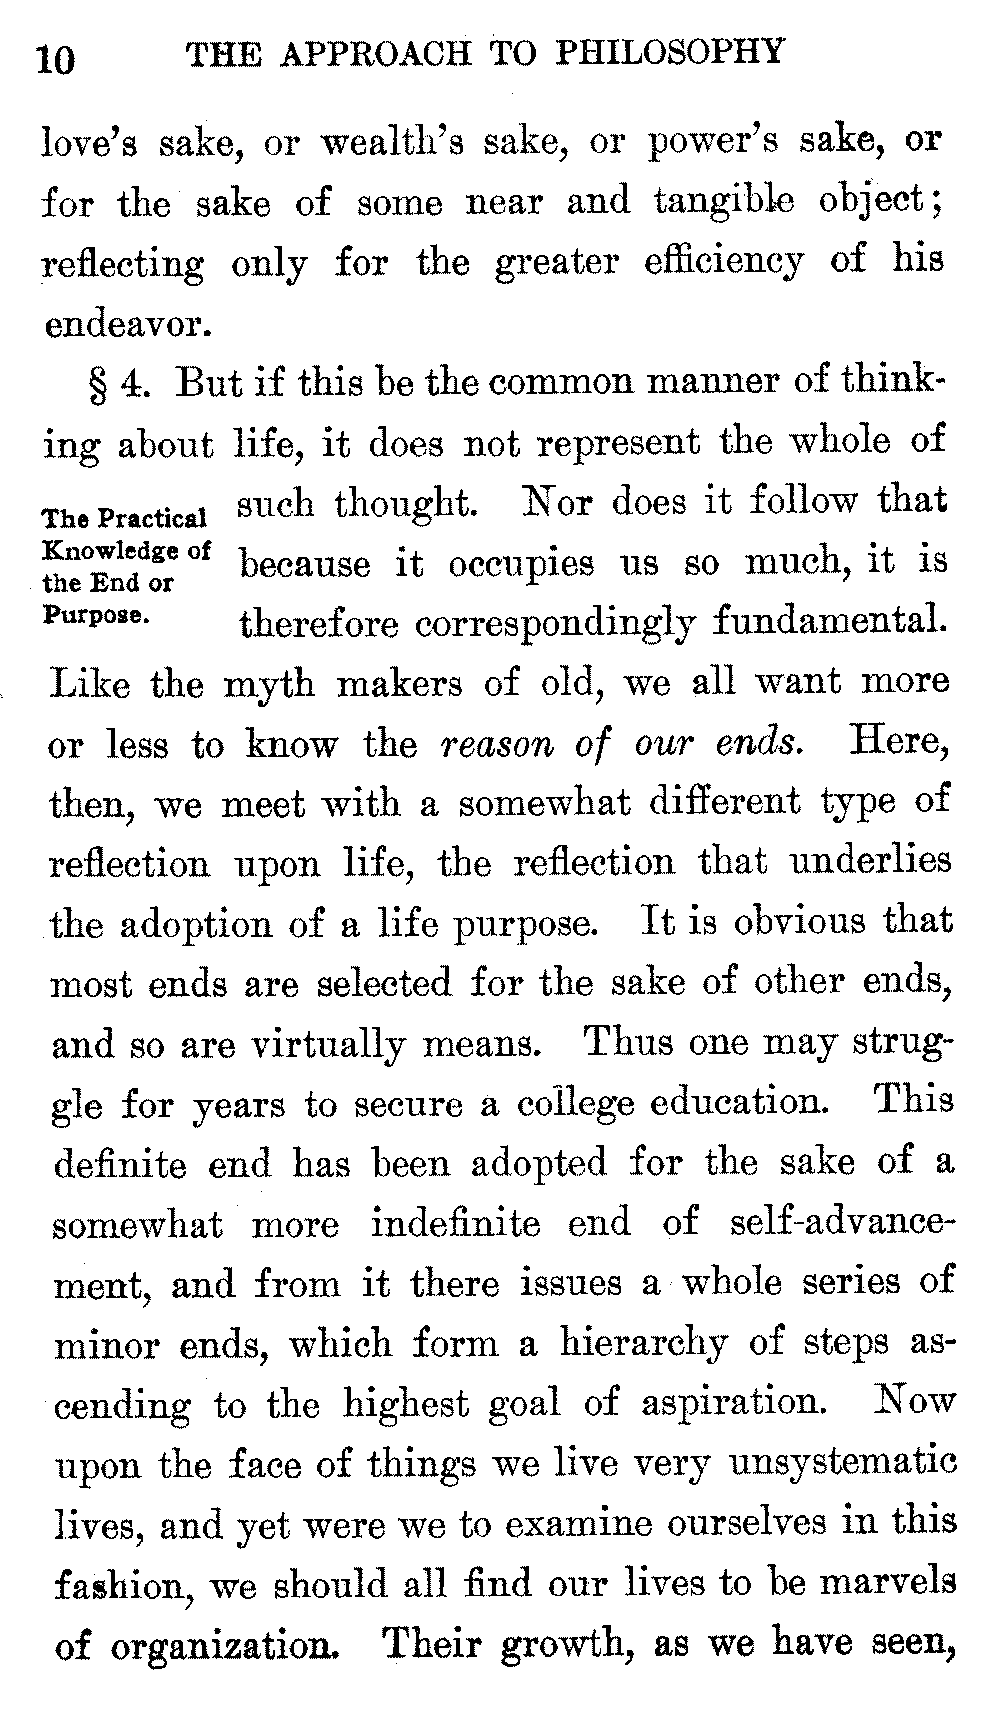 10 THE APPROACH TO PHILOSOPHY
love's sake, or wealth's sake, or power's sake, or
for the sake of some near and tangible object;
reflecting only for the greater efficiency of his
endeavor.
§ 4. But if this be the common manner of think-
ing about life, it does not represent the whole of
The Practical
Knowledge of
the End or
Purpose.
such thought. Nor does it follow that
because it occupies us so much, it is
therefore correspondingly fundamental.
Like the myth makers of old, we all want more
or less to know the reason of our ends. Here,
then, we meet with a somewhat different type of
reflection upon life, the reflection that underlies
the adoption of a life purpose. It is obvious that
most ends are selected for the sake of other ends,
and so are virtually means. Thus one may strug-
gle for years to secure a college education. This
definite end has been adopted for the sake of a
somewhat more indefinite end of self-advance-
ment, and from it there issues a whole series of
minor ends, which form a hierarchy of steps as-
cending to the highest goal of aspiration. Now
upon the face of things we live very unsystematic
lives, and yet were we to examine ourselves in this
fashion, we should all find our lives to be marvels
of organization. Their growth, as we have seen,